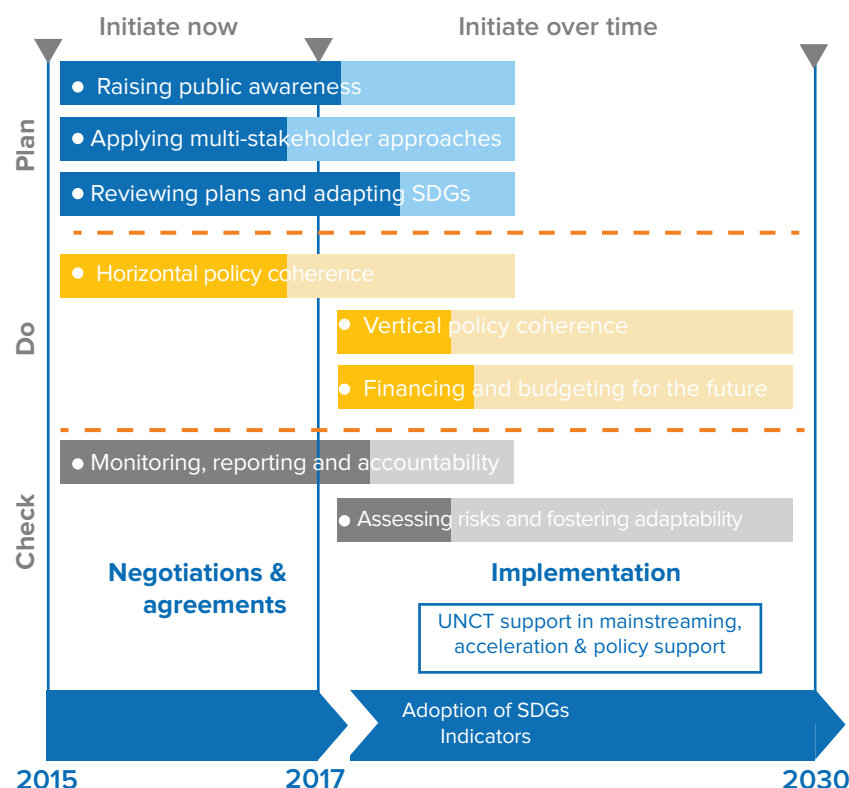 Initiate now
Initiate over time
Plan
Raising public awareness
Applying multi-stakeholder approaches
Reviewing plans and adapting SDGs
Do
Horizontal policy coherence
Vertical policy coherence
Financing and budgeting for the future
Check
Monitoring, reporting and accountability
Assessing risks and fostering adaptability
Negotiations &
agreements
Implementation
UNCT support in mainstreaming,
acceleration & policy support
Adoption of SDGs
Indicators
2015
2017
2030